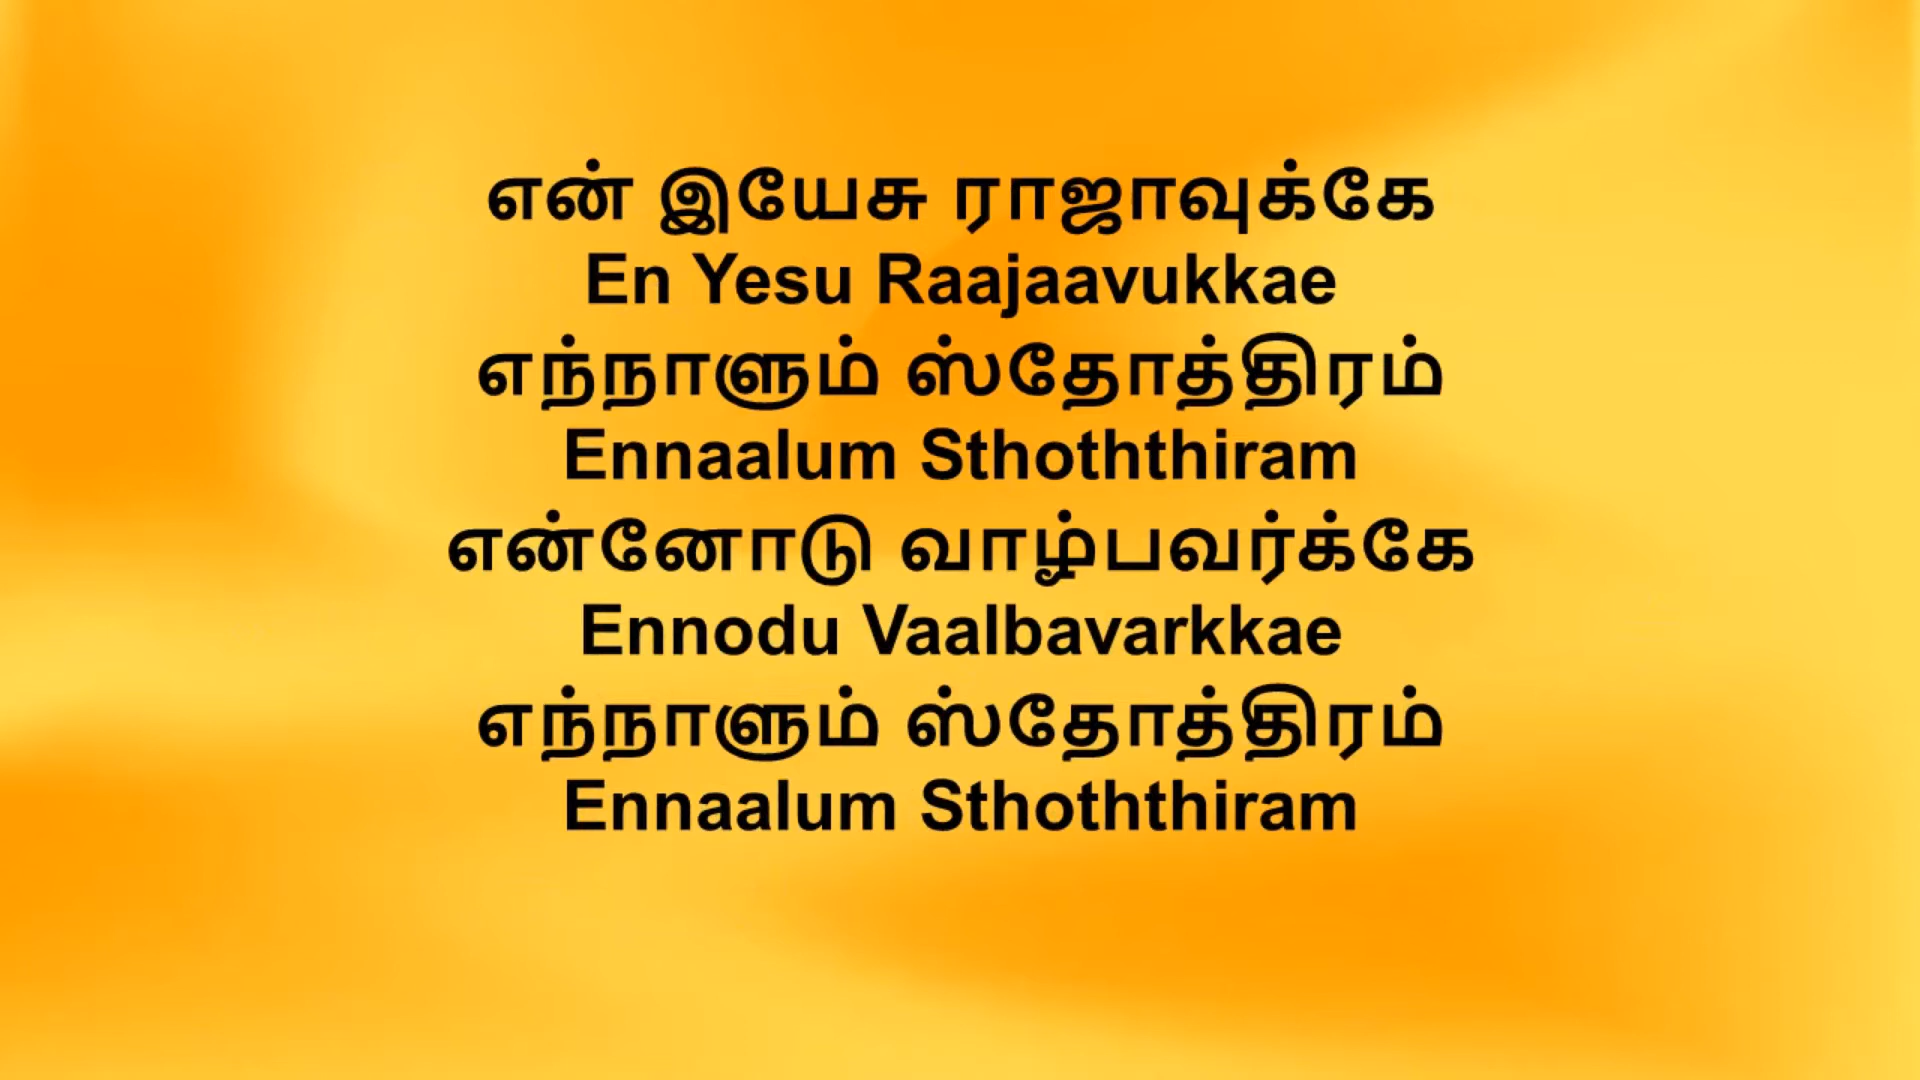 என் இயேசு ராஜாவுக்கே
En Yesu Raajaavukkae
எந்நாளும் ஸ்தோத்திரம்
Ennaalum Sthoththiram
என்னோடு வாழ்பவர்க்கே
Ennodu Vaalbavarkkae
எந்நாளும் ஸ்தோத்திரம்
Ennaalum Sthoththiram